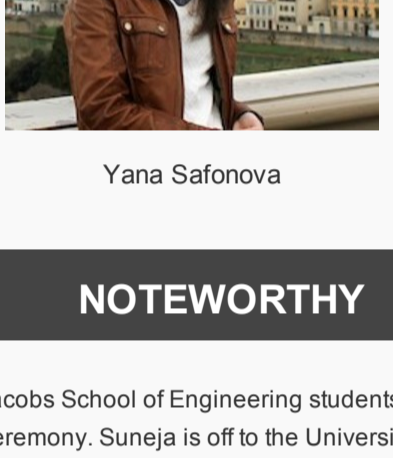 Yana Safonova
NOTEWORTHY
acobs School of Engineering students
eremony. Suneja is off to the Universi